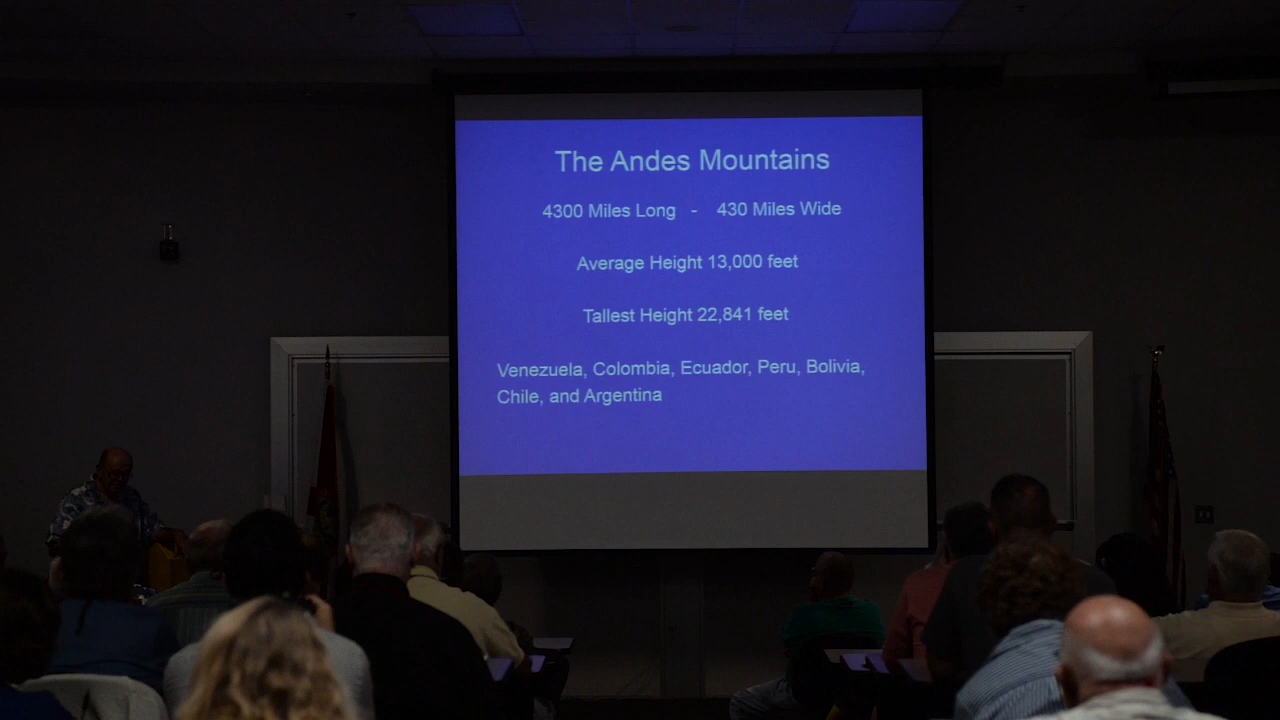 The Andes Mountains
4300 Miles Long - 430 Miles Wide
Average Height 13,000 feet
Tallest Height 22,841 feet
Venezuela, Colombia, Ecuador, Peru, Bolivia,
Chile, and Argentina